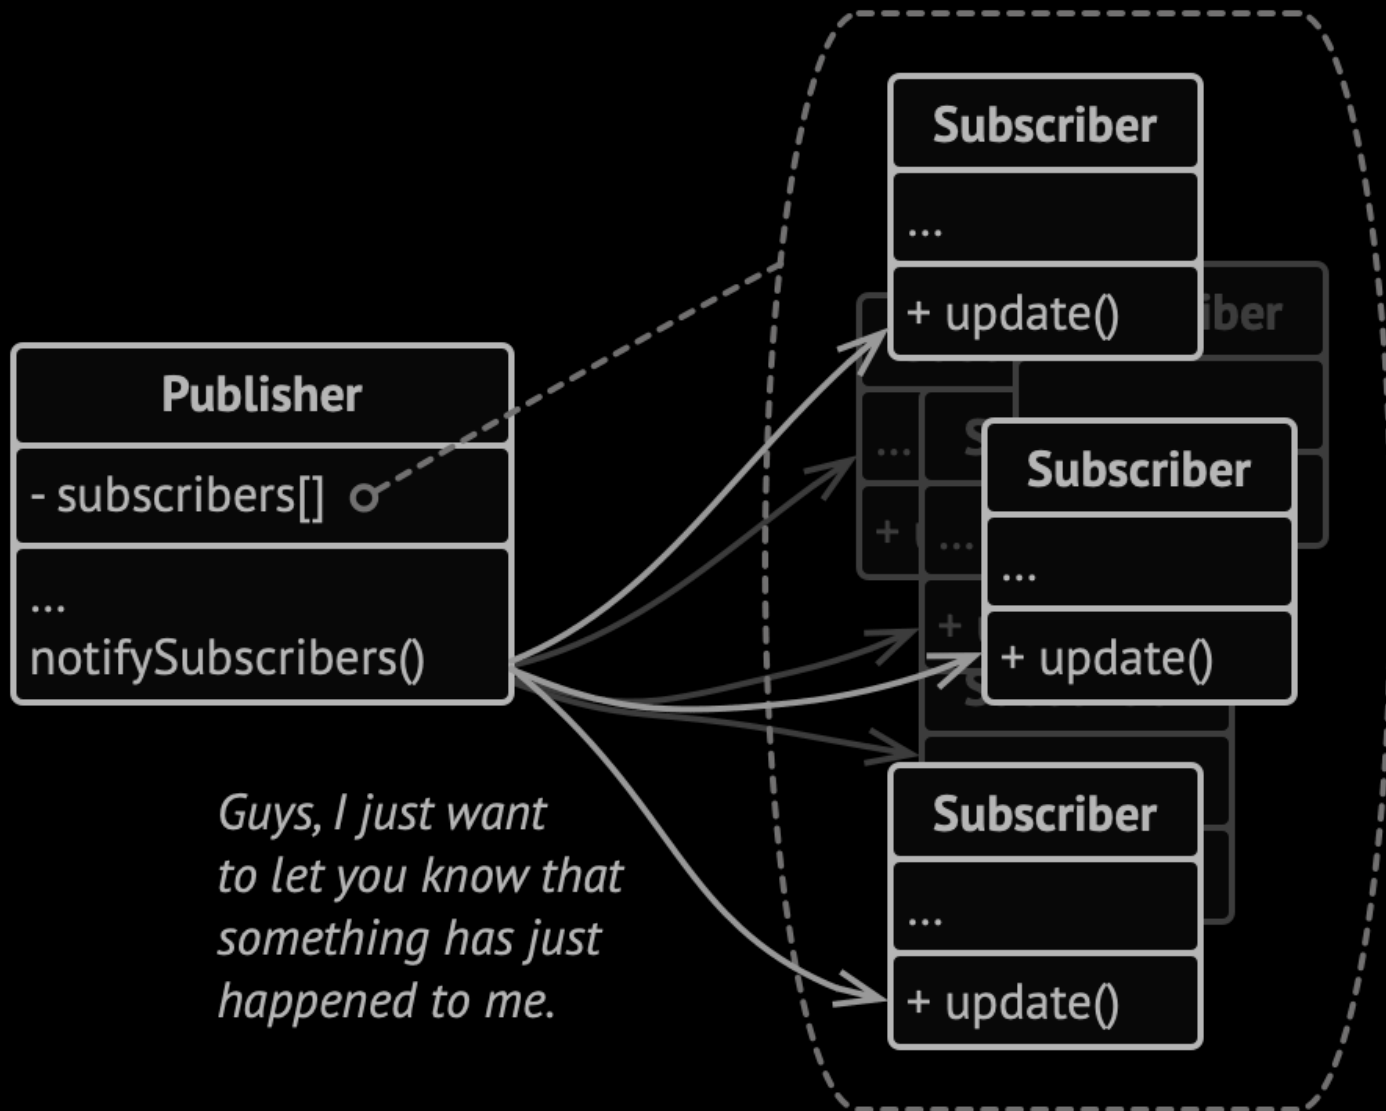 Publisher
- subscribers[]
...
notifySubscribers()
Guys, I just want
to let you know that
something has just
happened to me.
Subscriber
...
+ update()
Subscriber
...
+ update()
Subscriber
...
+ update()
...
+
...
+